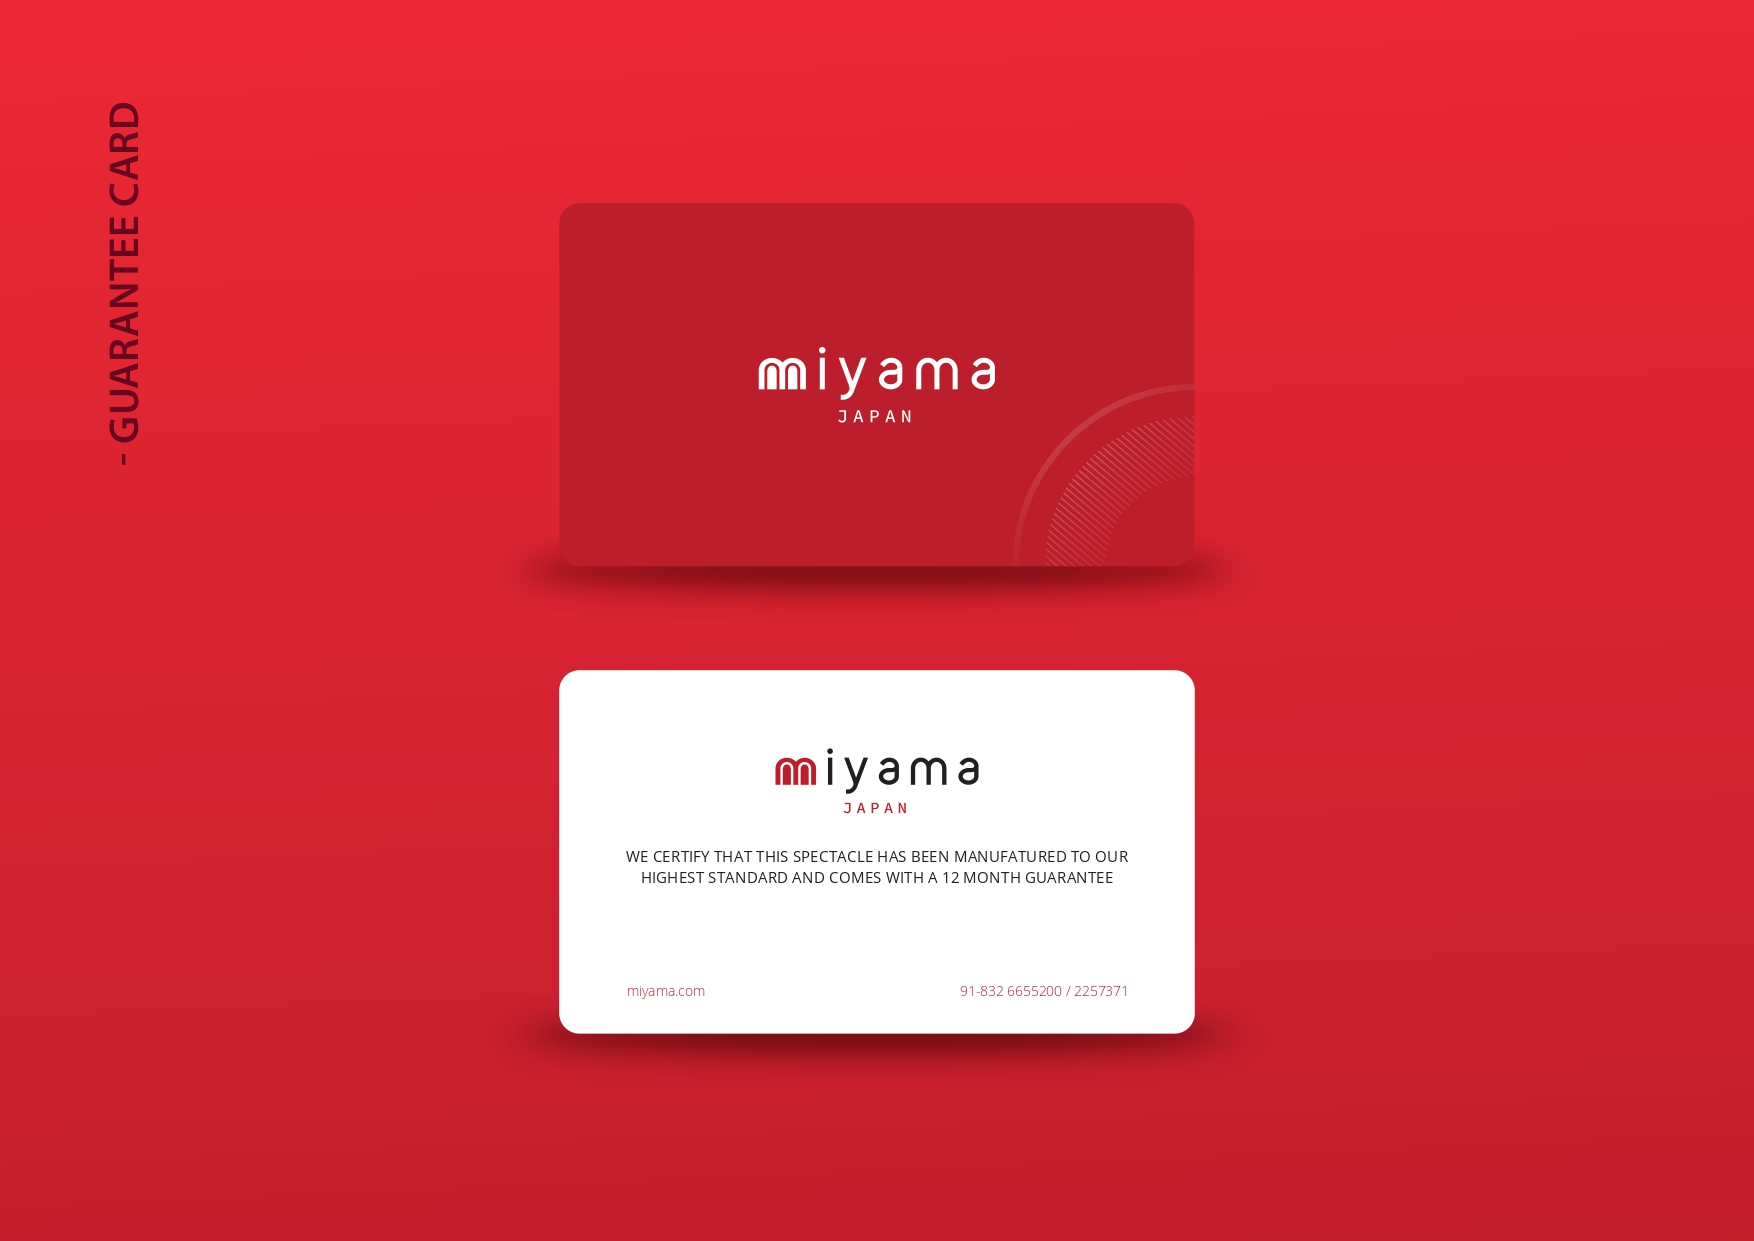 - GUARANTEE CARD
miyama
JAPAN
miyama
JAPAN
WE CERTIFY THAT THIS SPECTACLE HAS BEEN MANUFATURED TO OUR
HIGHEST STANDARD AND COMES WITH A 12 MONTH GUARANTEE
miyama.com
91-832 6655200 / 2257371